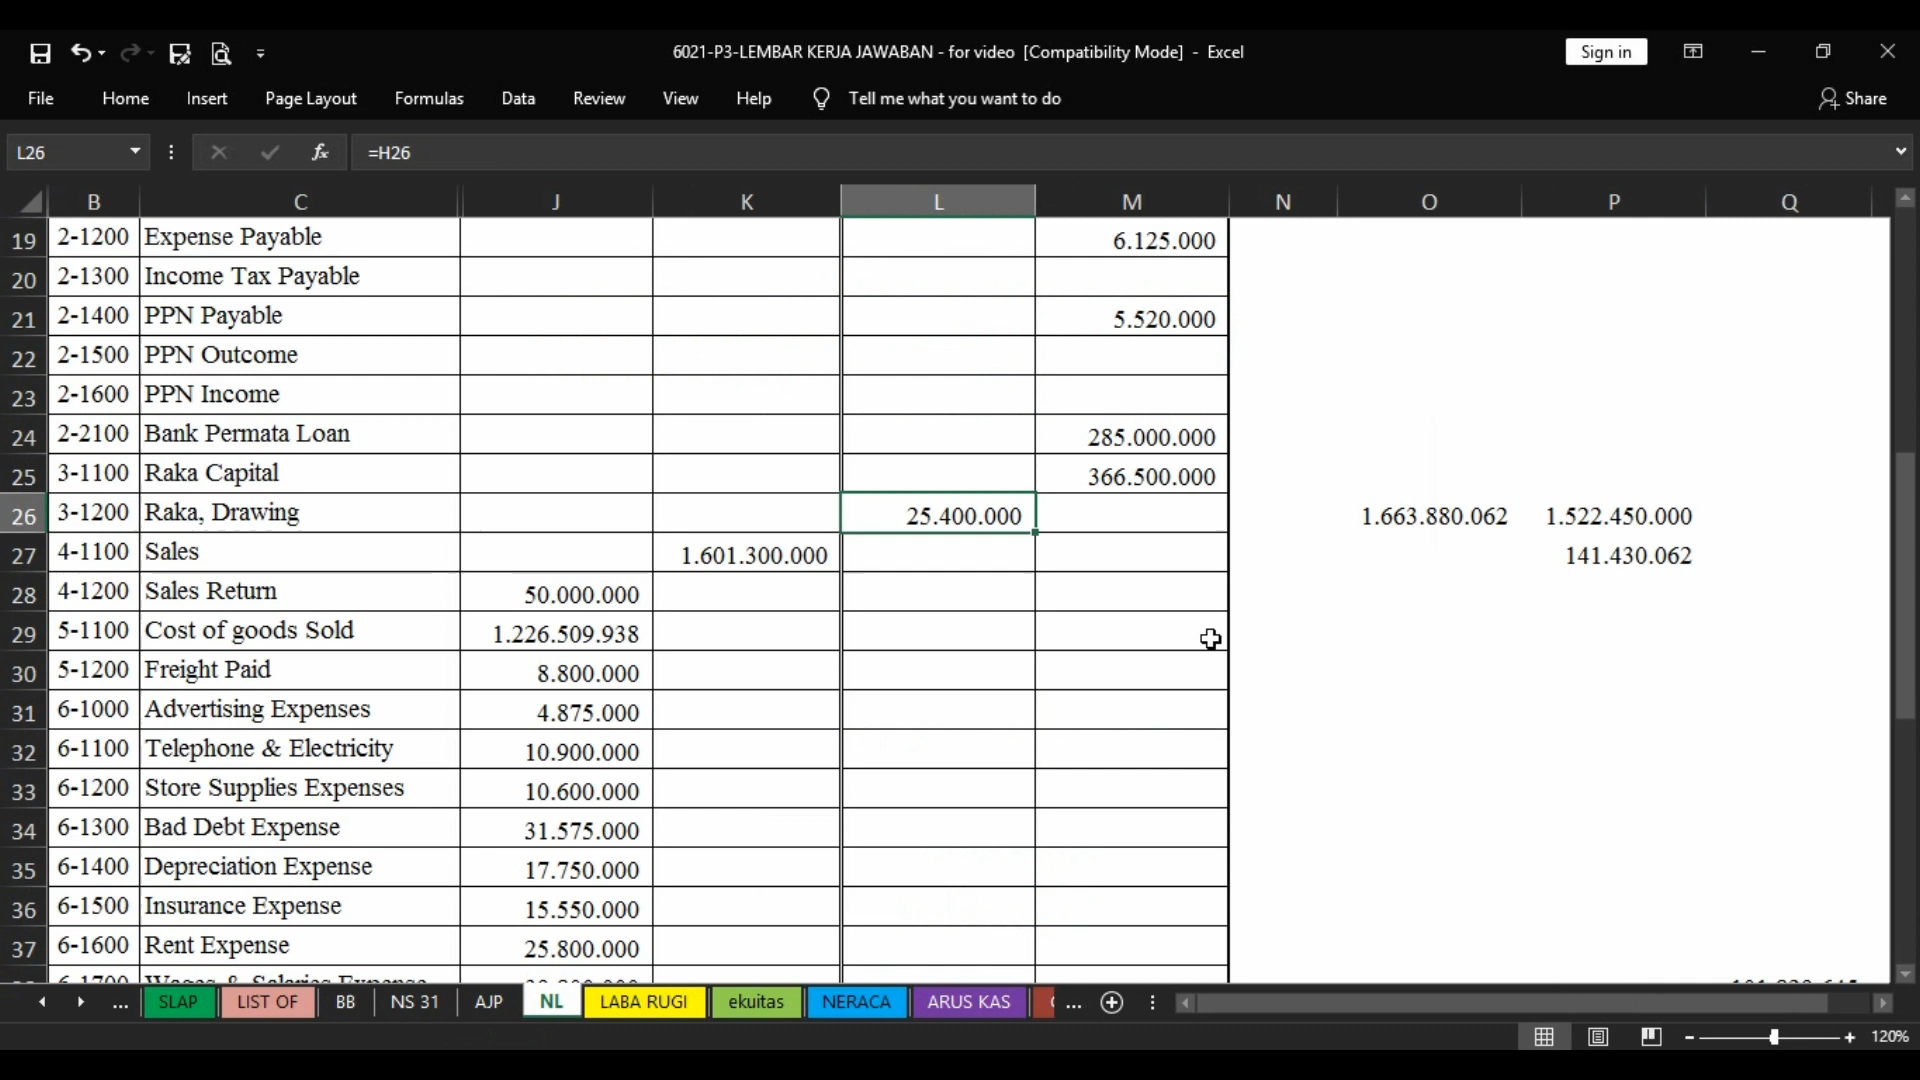 6021-P3-LEMBAR KERJA JAWABAN - for video [Compatibility Mode] - Excel
Sign in
File Home Insert Page Layout Formulas Data Review View Help Tell me what you want to do Share
L26 fx =H26
B C J K L M N O P Q
19 2-1200 Expense Payable 6.125.000
20 2-1300 Income Tax Payable
21 2-1400 PPN Payable 5.520.000
22 2-1500 PPN Outcome
23 2-1600 PPN Income
24 2-2100 Bank Permata Loan 285.000.000
25 3-1100 Raka Capital 366.500.000
26 3-1200 Raka, Drawing 25.400.000 1.663.880.062 1.522.450.000
27 4-1100 Sales 1.601.300.000 141.430.062
28 4-1200 Sales Return 50.000.000
29 5-1100 Cost of goods Sold 1.226.509.938
30 5-1200 Freight Paid 8.800.000
31 6-1000 Advertising Expenses 4.875.000
32 6-1100 Telephone & Electricity 10.900.000
33 6-1200 Store Supplies Expenses 10.600.000
34 6-1300 Bad Debt Expense 31.575.000
35 6-1400 Depreciation Expense 17.750.000
36 6-1500 Insurance Expense 15.550.000
37 6-1600 Rent Expense 25.800.000
6-1700 Wages & Salaries Expense
... SLAP LIST OF BB NS 31 AJP NL LABA RUGI ekuitas NERACA ARUS KAS ...
120%